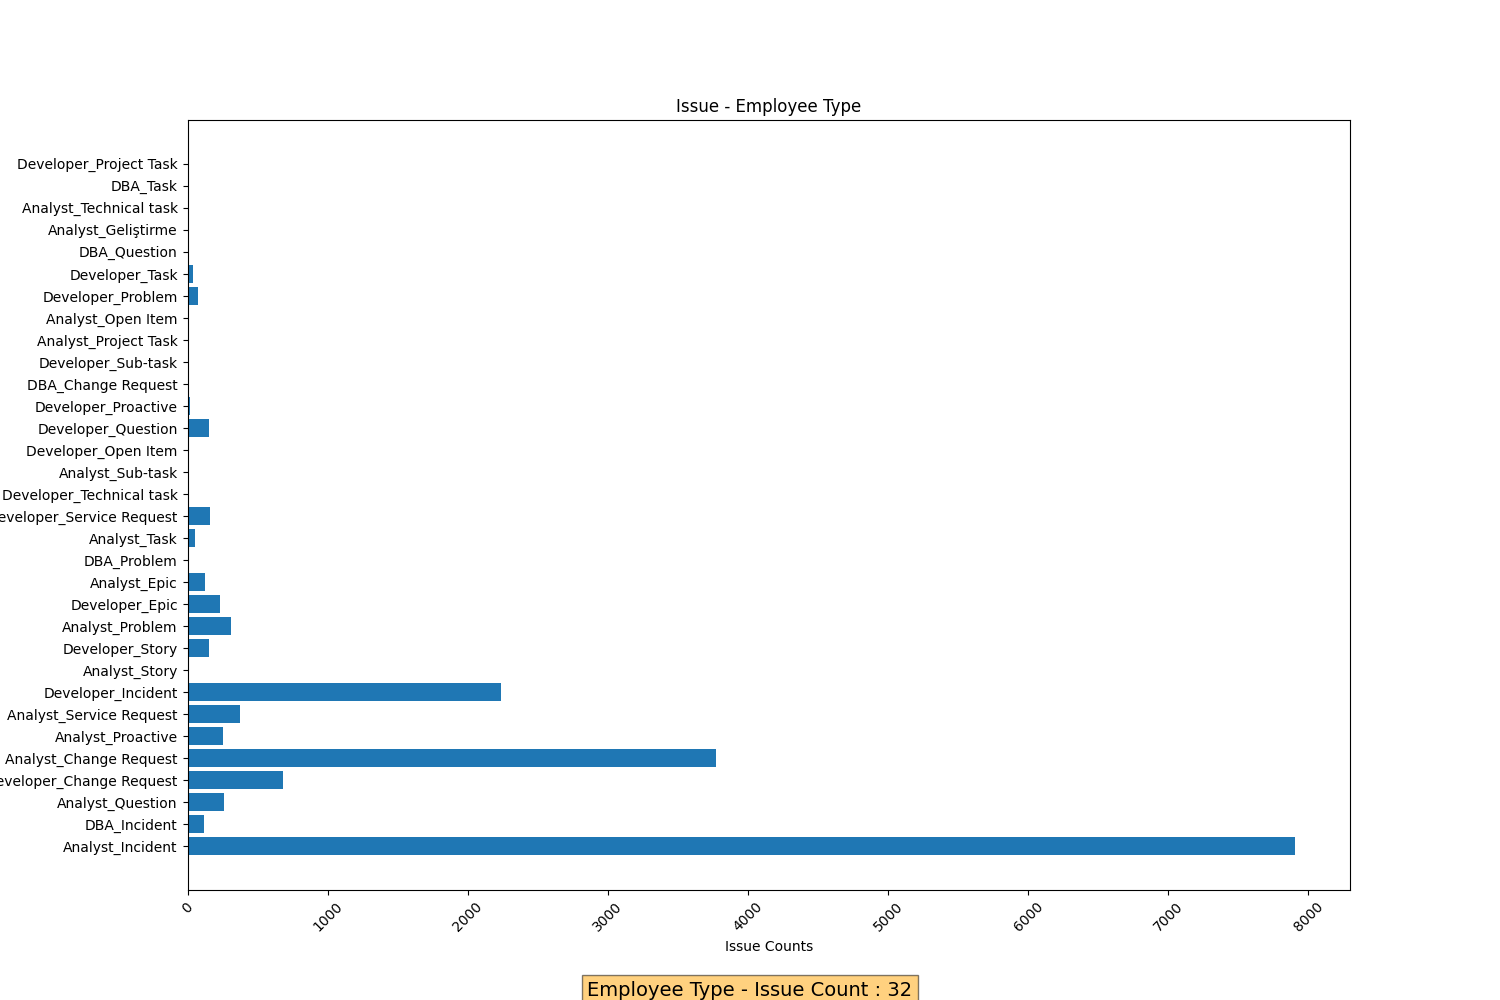 Issue - Employee Type
Developer_Project Task
DBA_Task
Analyst_Technical task
Analyst_Geliştirme
DBA_Question
Developer_Task
Developer_Problem
Analyst_Open Item
Analyst_Project Task
Developer_Sub-task
DBA_Change Request
Developer_Proactive
Developer_Question
Developer_Open Item
Analyst_Sub-task
Developer_Technical task
eveloper_Service Request
Analyst_Task
DBA_Problem
Analyst_Epic
Developer_Epic
Analyst_Problem
Developer_Story
Analyst_Story
Developer_Incident
Analyst_Service Request
Analyst_Proactive
Analyst_Change Request
eveloper_Change Request
Analyst_Question
DBA_Incident
Analyst_Incident
0 1000 2000 3000 4000 5000 6000 7000 8000
Issue Counts
Employee Type - Issue Count : 32